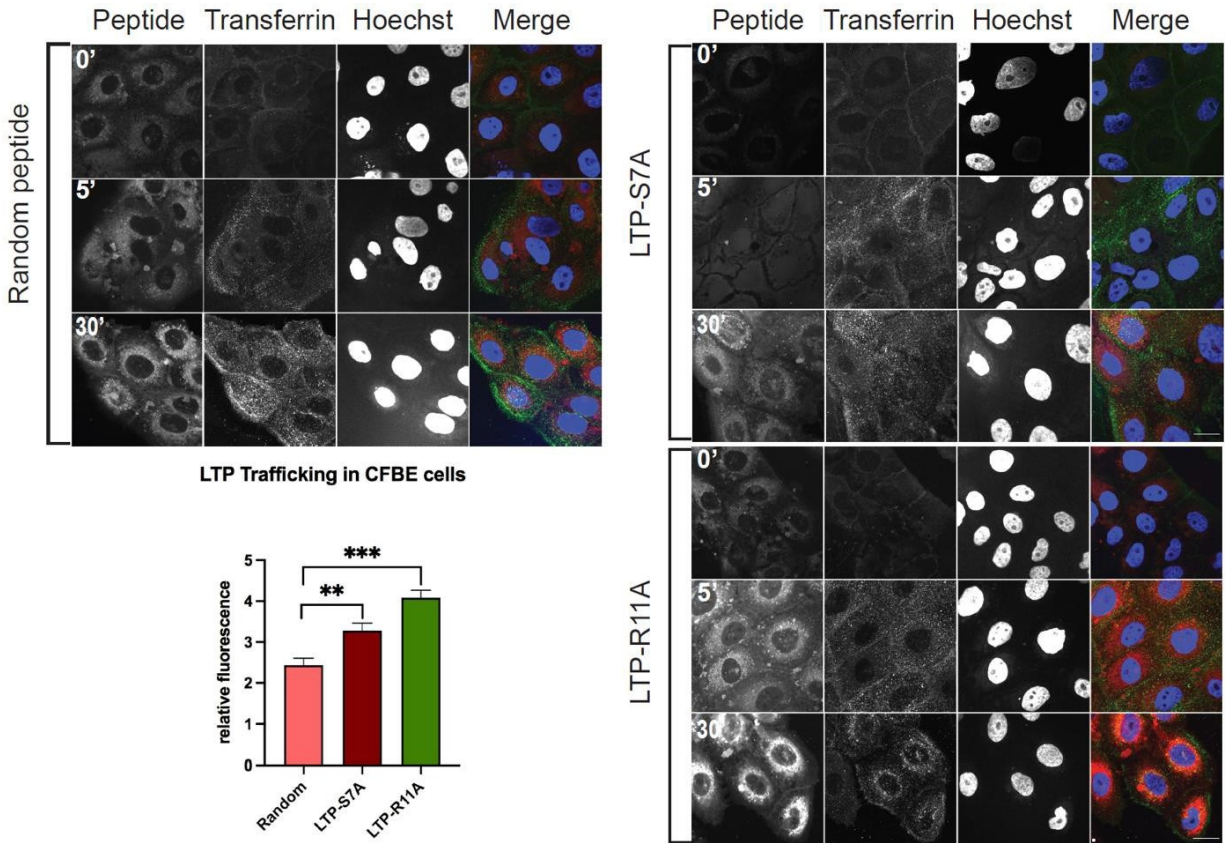 Peptide Transferrin Hoechst Merge
Random peptide
0'
5'
30'
LTP Trafficking in CFBE cells
relative fluorescence
5
4
3
2
1
0
***
**
Random
LTP-S7A
LTP-R11A
Peptide Transferrin Hoechst Merge
LTP-S7A
0'
5'
30'
LTP-R11A
0'
5'
30'